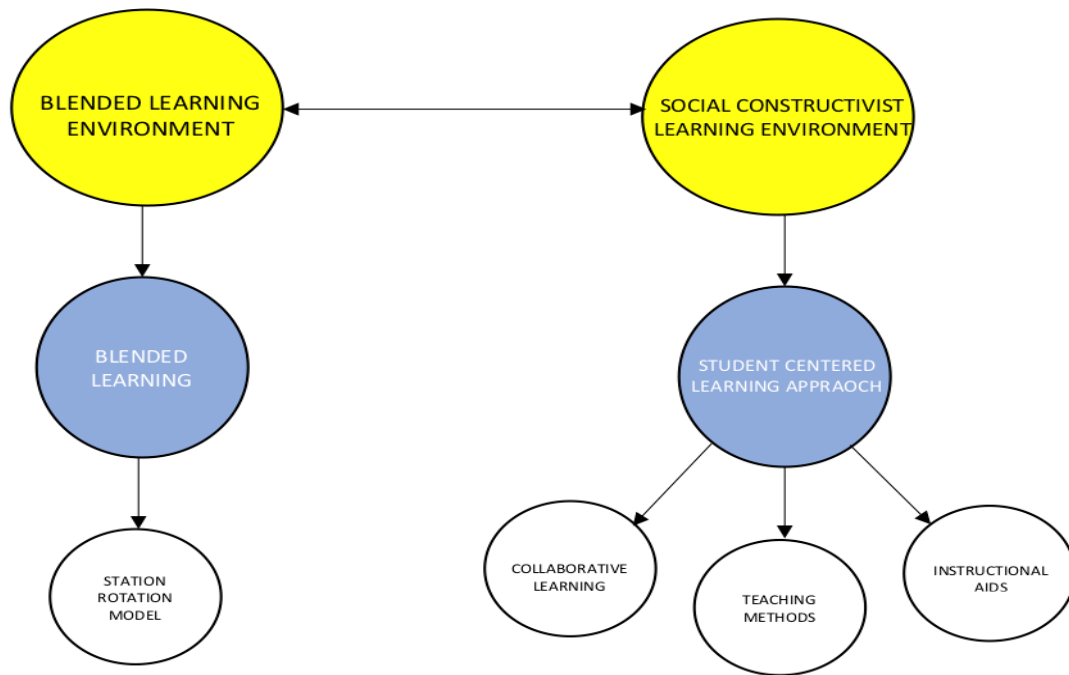 BLENDED LEARNING
ENVIRONMENT
SOCIAL CONSTRUCTIVIST
LEARNING ENVIRONMENT
BLENDED
LEARNING
STUDENT CENTERED
LEARNING APPRAOCH
STATION
ROTATION
MODEL
COLLABORATIVE
LEARNING
TEACHING
METHODS
INSTRUCTIONAL
AIDS